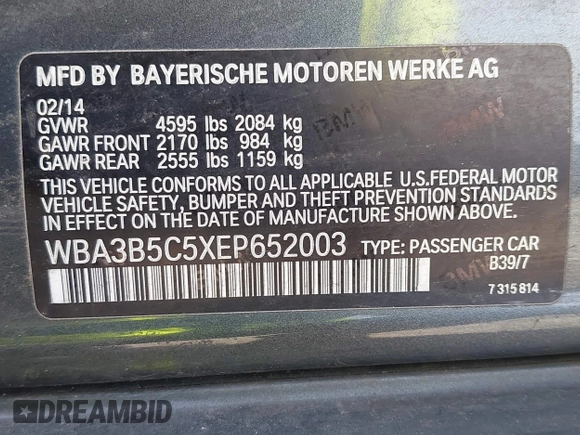 MFD BY BAYERISCHE MOTOREN WERKE AG
02/14
GVWR 4595 lbs 2084 kg
GAWR FRONT 2170 lbs 984 kg
GAWR REAR 2555 lbs 1159 kg
THIS VEHICLE CONFORMS TO ALL APPLICABLE U.S.FEDERAL MOTOR
VEHICLE SAFETY, BUMPER AND THEFT PREVENTION STANDARDS
IN EFFECT ON THE DATE OF MANUFACTURE SHOWN ABOVE.
WBA3B5C5XEP652003 TYPE: PASSENGER CAR
B39/7
7 315 814
DREAMBID